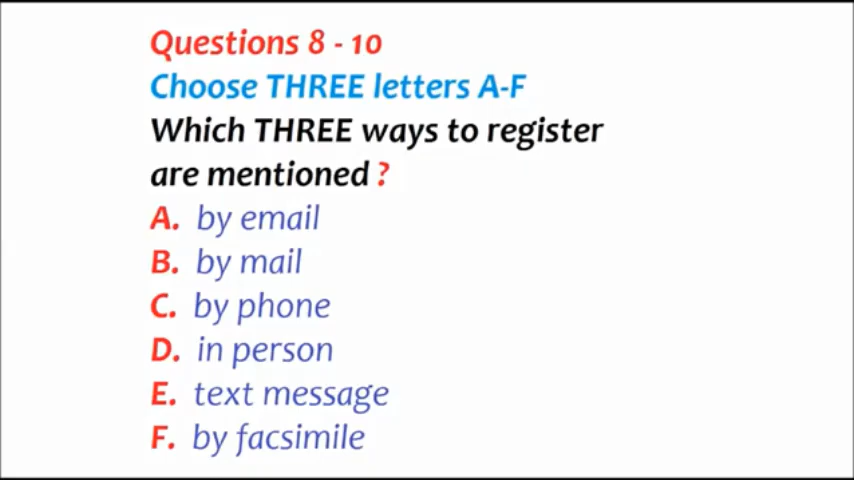 Questions 8 - 10
Choose THREE letters A-F
Which THREE ways to register
are mentioned ?
A. by email
B. by mail
C. by phone
D. in person
E. text message
F. by facsimile